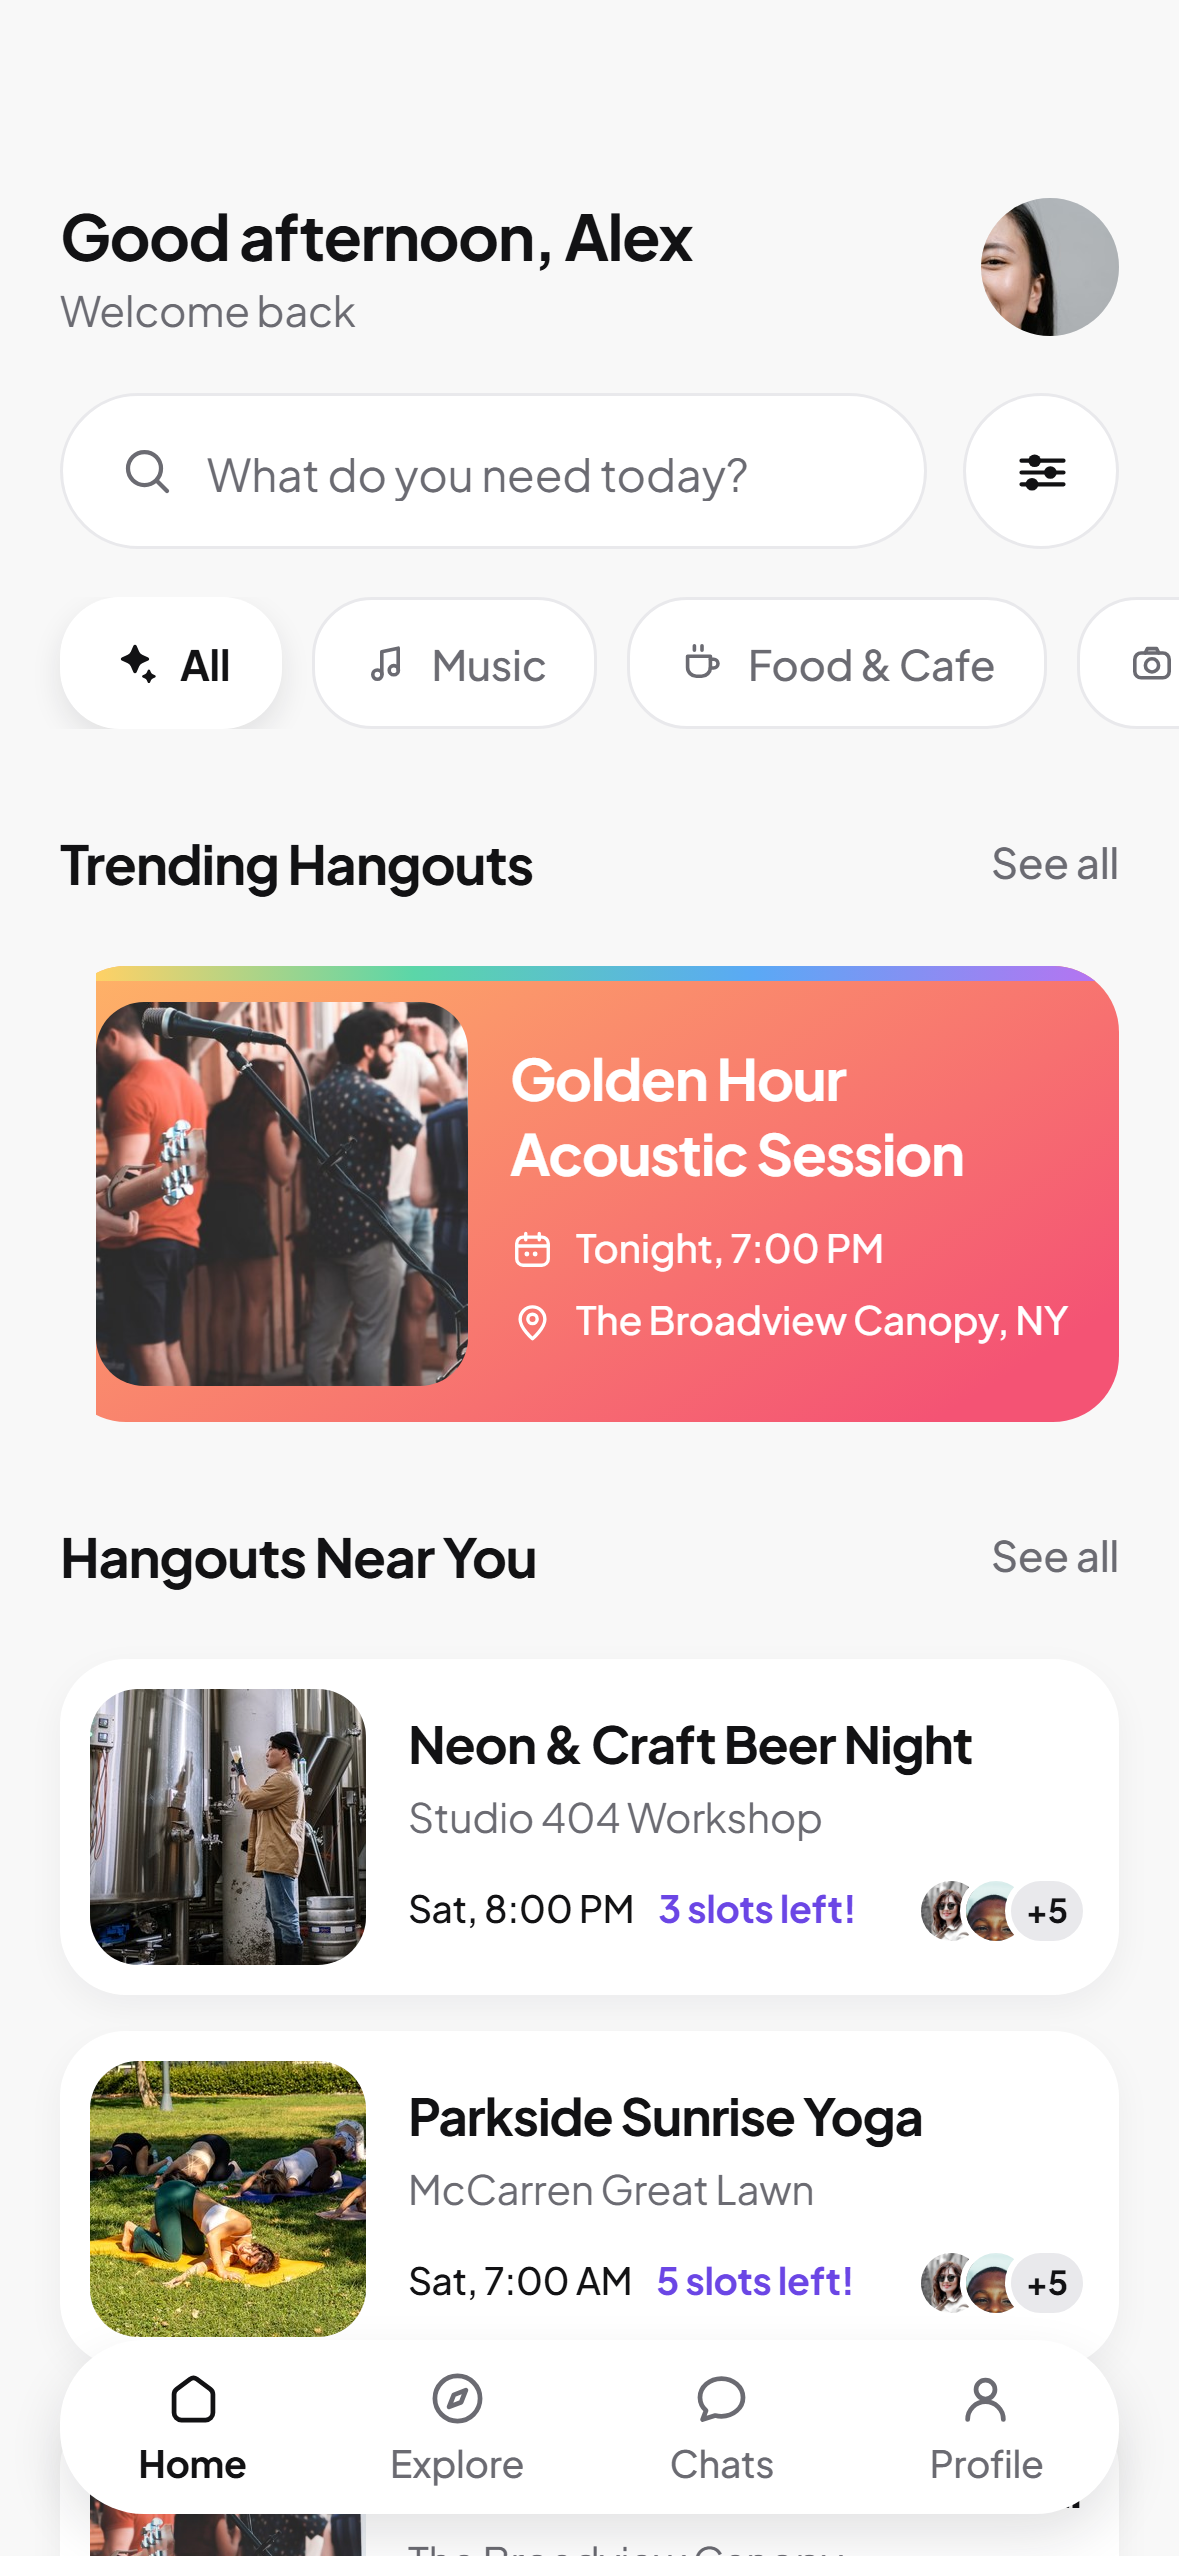 Good afternoon, Alex
Welcome back
What do you need today?
All
Music
Food & Cafe
Trending Hangouts
See all
Golden Hour
Acoustic Session
Tonight, 7:00 PM
The Broadview Canopy, NY
Hangouts Near You
See all
Neon & Craft Beer Night
Studio 404 Workshop
Sat, 8:00 PM 3 slots left!
+5
Parkside Sunrise Yoga
McCarren Great Lawn
Sat, 7:00 AM 5 slots left!
+5
Home
Explore
Chats
Profile
The Broadview Canopy